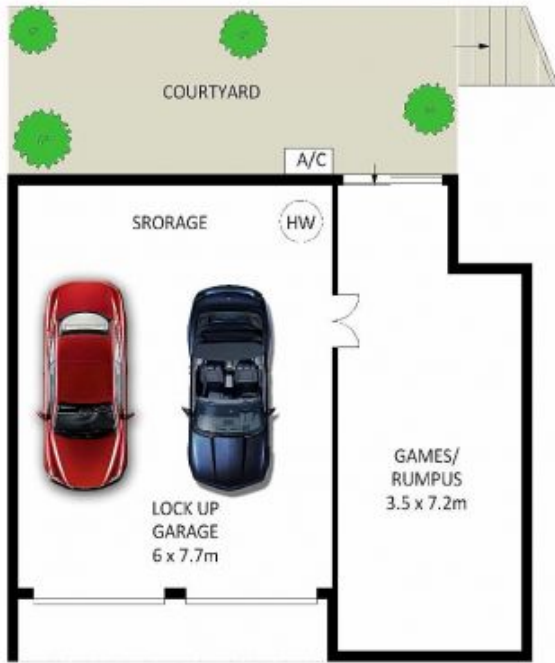 COURTYARD
A/C
SRORAGE
HW
GAMES/
RUMPUS
3.5 x 7.2m
LOCK UP
GARAGE
6 x 7.7m